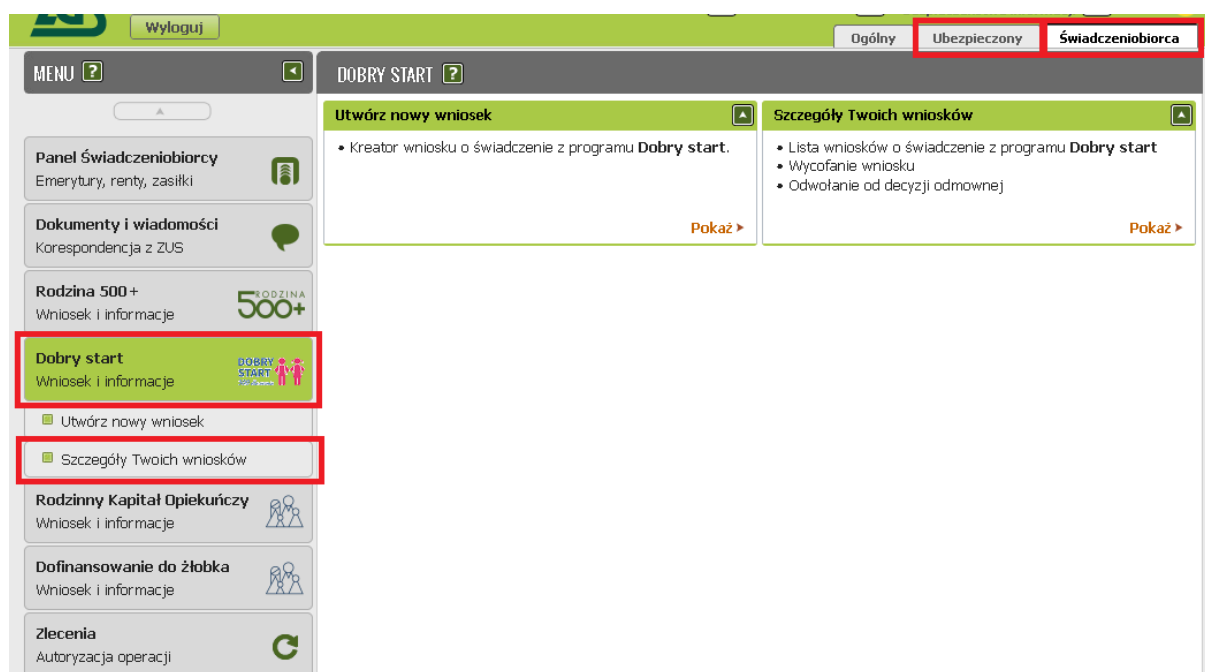 ZUS
Wyloguj
Ogólny
Ubezpieczony
Świadczeniobiorca
MENU ?
DOBRY START ?
Panel Świadczeniobiorcy
Emerytury, renty, zasiłki
Dokumenty i wiadomości
Korespondencja z ZUS
Rodzina 500+
Wniosek i informacje
RODZINA
500+
Dobry start
Wniosek i informacje
DOBRY
START
Utwórz nowy wniosek
Szczegóły Twoich wniosków
Rodzinny Kapitał Opiekuńczy
Wniosek i informacje
Dofinansowanie do żłobka
Wniosek i informacje
Zlecenia
Autoryzacja operacji
Utwórz nowy wniosek
• Kreator wniosku o świadczenie z programu Dobry start.
Pokaż
Szczegóły Twoich wniosków
• Lista wniosków o świadczenie z programu Dobry start
• Wycofanie wniosku
• Odwołanie od decyzji odmownej
Pokaż